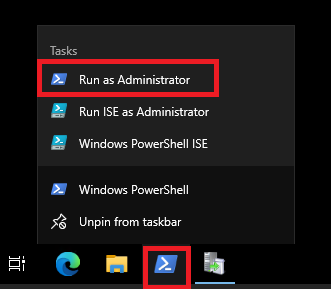 Tasks
Run as Administrator
Run ISE as Administrator
Windows PowerShell ISE
Windows PowerShell
Unpin from taskbar